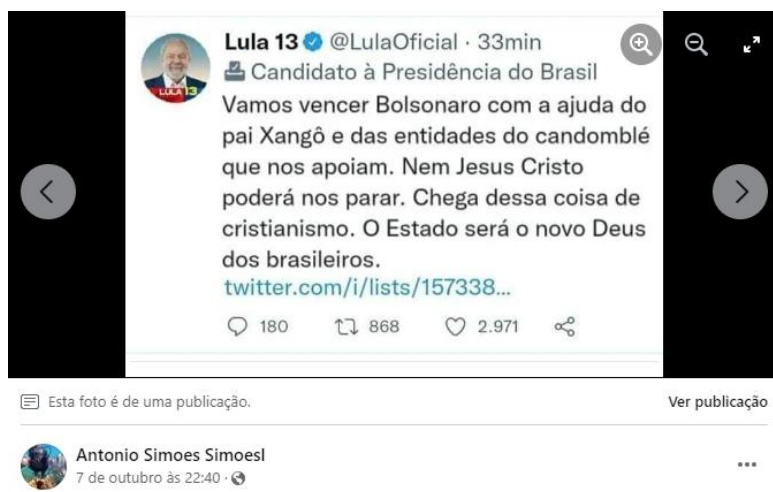 Lula 13 @LulaOficial · 33min
Candidato à Presidência do Brasil
LULA 13
Vamos vencer Bolsonaro com a ajuda do
pai Xangô e das entidades do candomblé
que nos apoiam. Nem Jesus Cristo
poderá nos parar. Chega dessa coisa de
cristianismo. O Estado será o novo Deus
dos brasileiros.
twitter.com/i/lists/157338...
180 868 2.971
Esta foto é de uma publicação. Ver publicação
Antonio Simoes Simoesl
7 de outubro às 22:40 ·